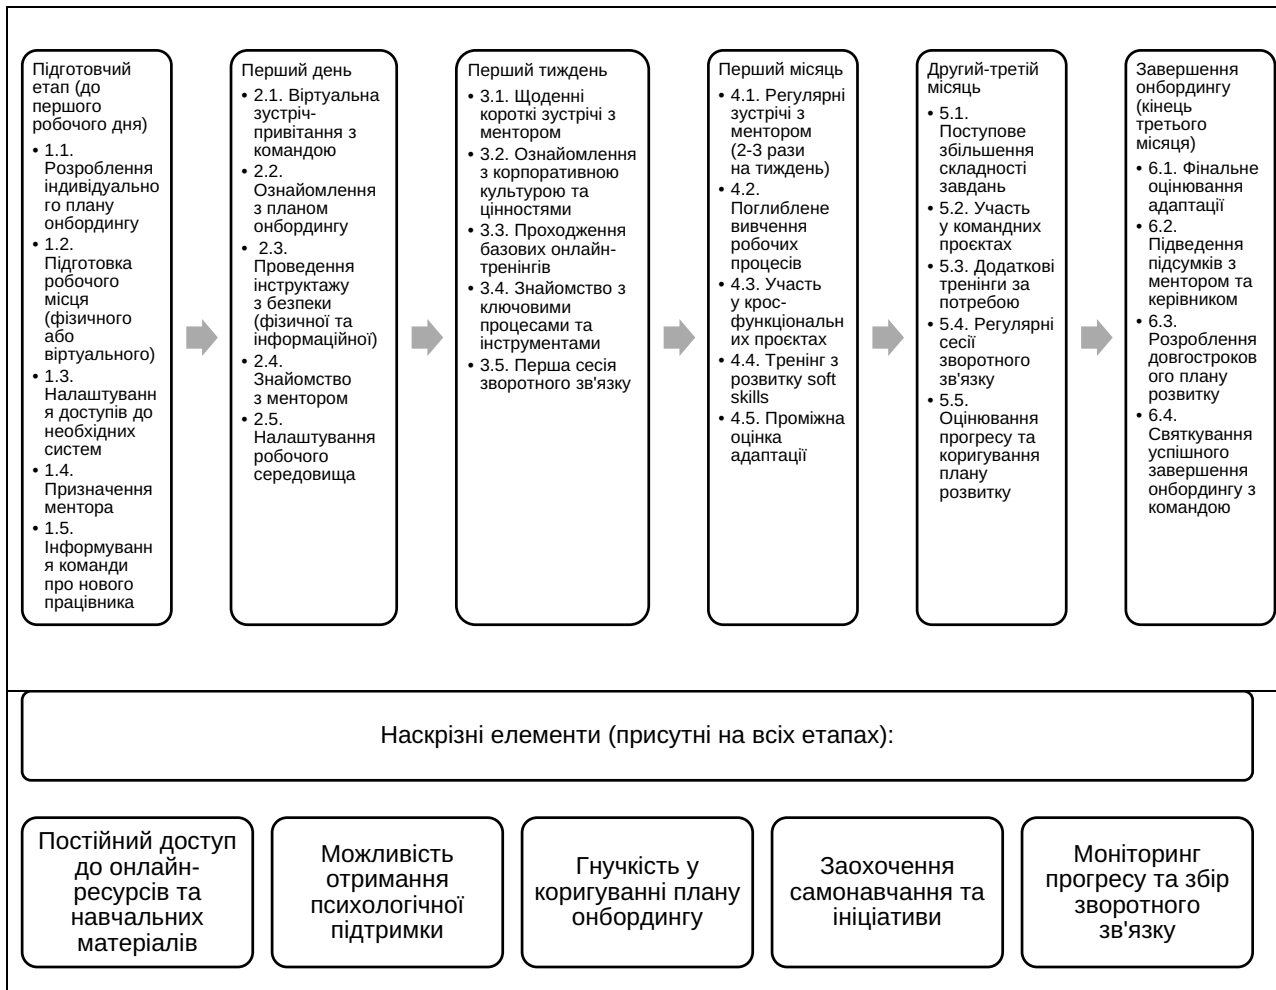 Підготовчий
етап (до
першого
робочого дня)
• 1.1.
Розроблення
індивідуально
го плану
онбордингу
• 1.2.
Підготовка
робочого
місця
(фізичного
або
віртуального)
• 1.3.
Налаштуванн
я доступів до
необхідних
систем
• 1.4.
Призначення
ментора
• 1.5.
Інформуванн
я команди
про нового
працівника
Перший день
• 2.1. Віртуальна
зустріч-
привітання з
командою
• 2.2.
Ознайомлення
з планом
онбордингу
• 2.3.
Проведення
інструктажу
з безпеки
(фізичної та
інформаційної)
• 2.4.
Знайомство
з ментором
• 2.5.
Налаштування
робочого
середовища
Перший тиждень
• 3.1. Щоденні
короткі зустрічі з
ментором
• 3.2. Ознайомлення
з корпоративною
культурою та
цінностями
• 3.3. Проходження
базових онлайн-
тренінгів
• 3.4. Знайомство з
ключовими
процесами та
інструментами
• 3.5. Перша сесія
зворотного зв'язку
Перший місяць
• 4.1. Регулярні
зустрічі з
ментором
(2-3 рази
на тиждень)
• 4.2.
Поглиблене
вивчення
робочих
процесів
• 4.3. Участь
у крос-
функціональн
их проєктах
• 4.4. Тренінг з
розвитку soft
skills
• 4.5. Проміжна
оцінка
адаптації
Другий-третій
місяць
• 5.1.
Поступове
збільшення
складності
завдань
• 5.2. Участь
у командних
проєктах
• 5.3. Додаткові
тренінги за
потребою
• 5.4. Регулярні
сесії
зворотного
зв'язку
• 5.5.
Оцінювання
прогресу та
коригування
плану
розвитку
Завершення
онбордингу
(кінець
третього
місяця)
• 6.1. Фінальне
оцінювання
адаптації
• 6.2.
Підведення
підсумків з
ментором та
керівником
• 6.3.
Розроблення
довгостроков
ого плану
розвитку
• 6.4.
Святкування
успішного
завершення
онбордингу з
командою
Наскрізні елементи (присутні на всіх етапах):
Постійний доступ
до онлайн-
ресурсів та
навчальних
матеріалів
Можливість
отримання
психологічної
підтримки
Гнучкість у
коригуванні плану
онбордингу
Заохочення
самонавчання та
ініціативи
Моніторинг
прогресу та збір
зворотного
зв'язку